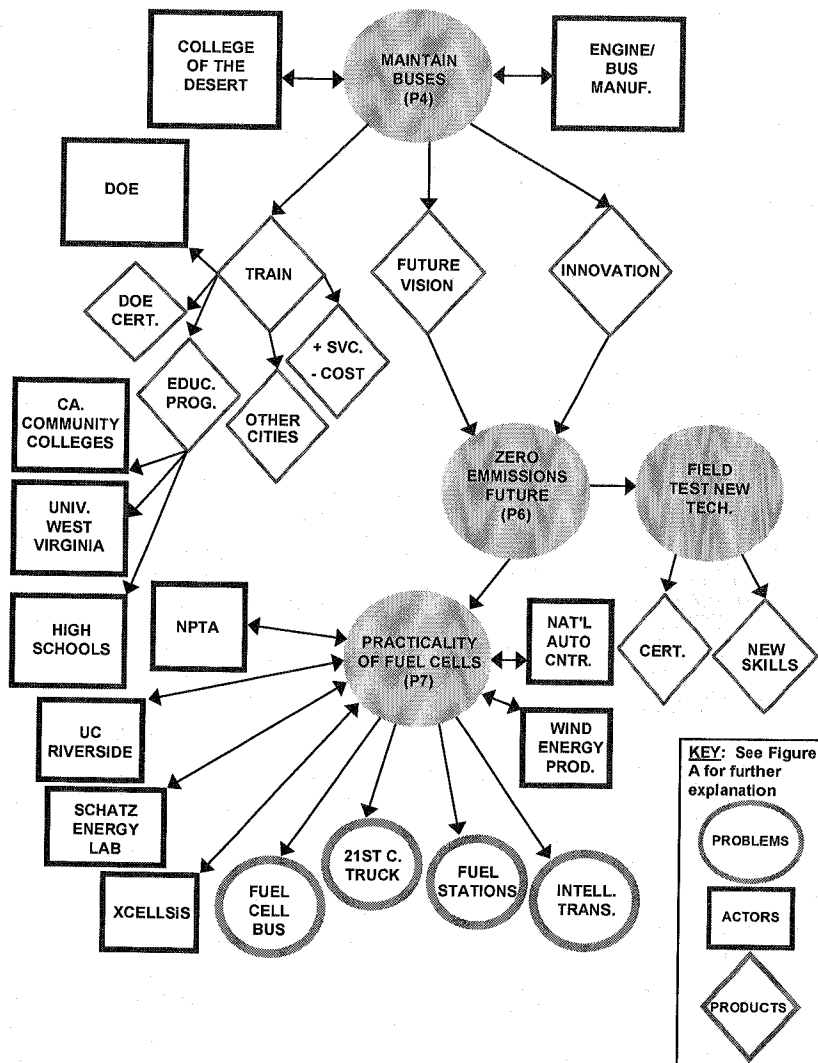 COLLEGE
OF THE
DESERT
MAINTAIN
BUSES
(P4)
ENGINE/
BUS
MANUF.
DOE
TRAIN
FUTURE
VISION
INNOVATION
DOE
CERT.
+ SVC.
- COST
EDUC.
PROG.
OTHER
CITIES
CA.
COMMUNITY
COLLEGES
ZERO
EMMISSIONS
FUTURE
(P6)
FIELD
TEST NEW
TECH.
UNIV.
WEST
VIRGINIA
HIGH
SCHOOLS
NPTA
PRACTICALITY
OF FUEL CELLS
(P7)
NAT'L
AUTO
CNTR.
CERT.
NEW
SKILLS
UC
RIVERSIDE
WIND
ENERGY
PROD.
SCHATZ
ENERGY
LAB
XCELLSiS
FUEL
CELL
BUS
21ST C.
TRUCK
FUEL
STATIONS
INTELL.
TRANS.
KEY: See Figure
A for further
explanation
PROBLEMS
ACTORS
PRODUCTS